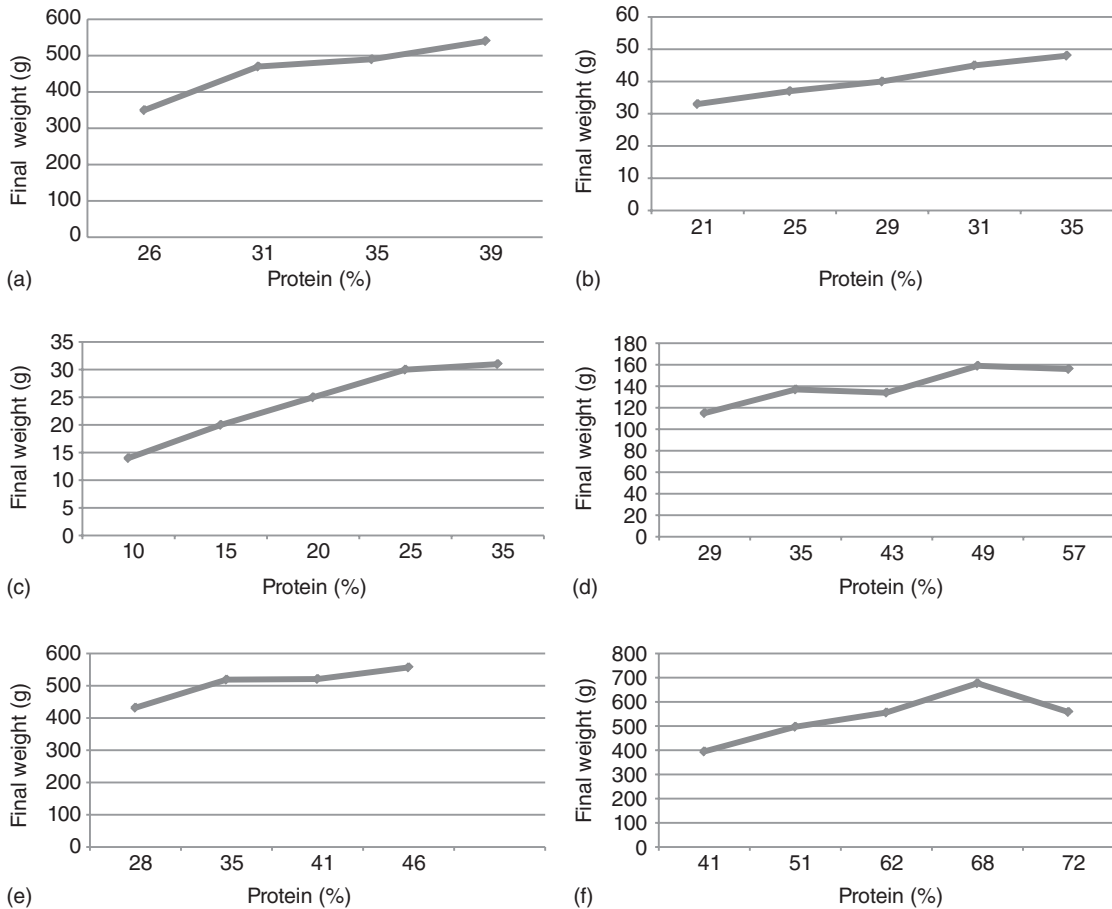 600
500
400
300
200
100
0
Final weight (g)
26 31 35 39
Protein (%)
(a)
60
50
40
30
20
10
0
Final weight (g)
21 25 29 31 35
Protein (%)
(b)
35
30
25
20
15
10
5
0
Final weight (g)
10 15 20 25 35
Protein (%)
(c)
180
160
140
120
100
80
60
40
20
0
Final weight (g)
29 35 43 49 57
Protein (%)
(d)
600
500
400
300
200
100
0
Final weight (g)
28 35 41 46
Protein (%)
(e)
800
700
600
500
400
300
200
100
0
Final weight (g)
41 51 62 68 72
Protein (%)
(f)